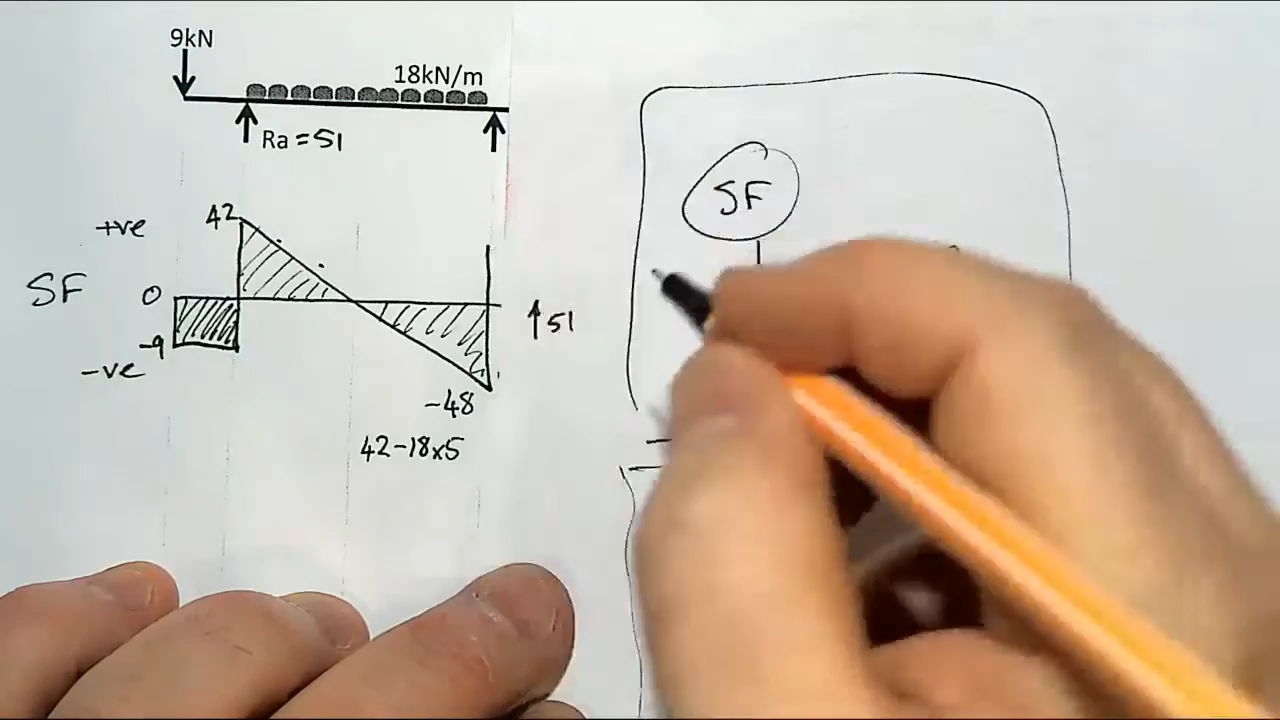 9kN
18kN/m
Ra = 51
42
+ve
SF
SF
0
↑51
-9
-ve
-48
42-18x5